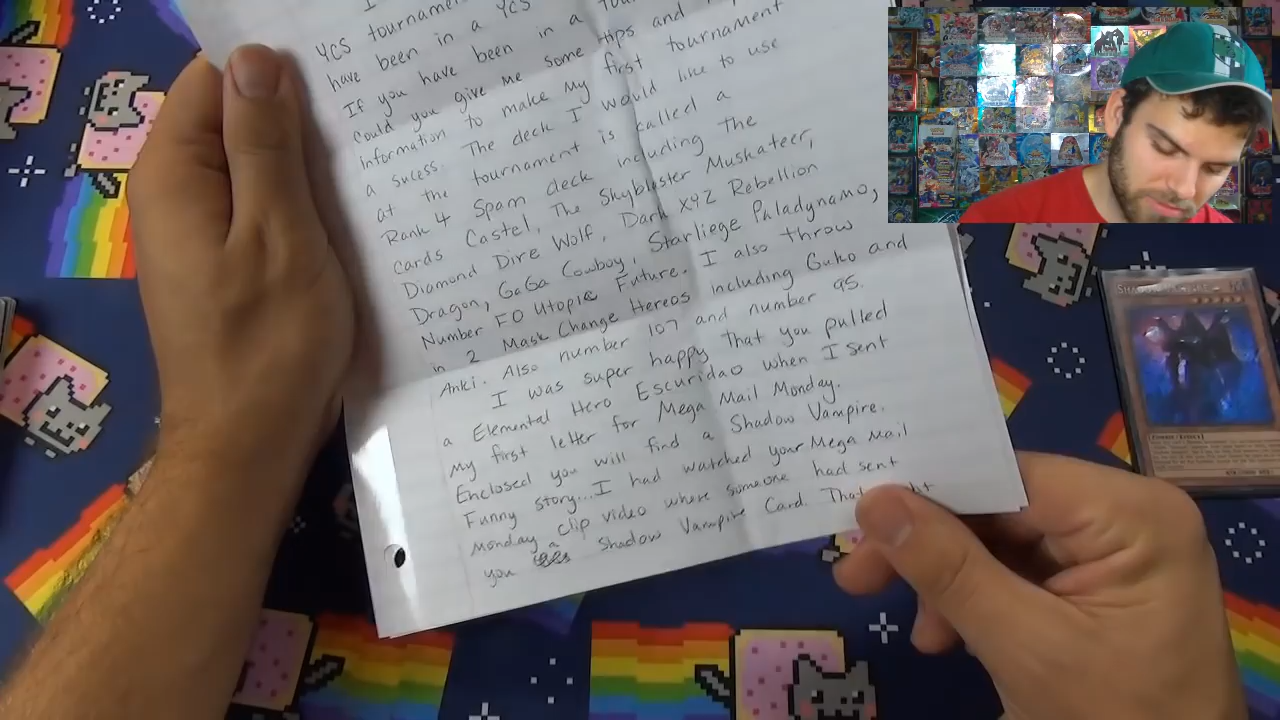 I
YCS tournamen
have been in a YCS
If you have been in a
Could you give me some tips and
Information to make my first tournament
a sucess. The deck I would like to use
at the tournament is called a
Rank 4 Spam deck including the
cards Castel, The Skyblaster Muskateer,
Diamond Dire Wolf, Dark XYZ Rebellion
Dragon, GaGa Cowboy, Starliege Paladynamo,
Number F0 Utopic Future. I also throw
in 2 Mask Change Hereos including Guko and
Anki. Also number 107 and number 95.
I was super happy that you pulled
a Elemental Hero Escuridao when I sent
my first letter for Mega Mail Monday.
Enclosed you will find a Shadow Vampire.
Funny story...I had watched your Mega Mail
Monday a clip video where someone had sent
you Shadow Vampire Card. That